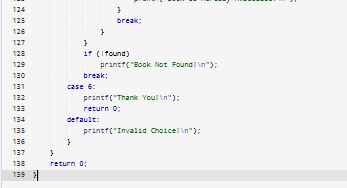 124 }
125 break;
126 }
127 }
128 if (!found)
129 printf("Book Not Found!\n");
130 break;
131 case 6:
132 printf("Thank You!\n");
133 return 0;
134 default:
135 printf("Invalid Choice!\n");
136 }
137 }
138 return 0;
139 }